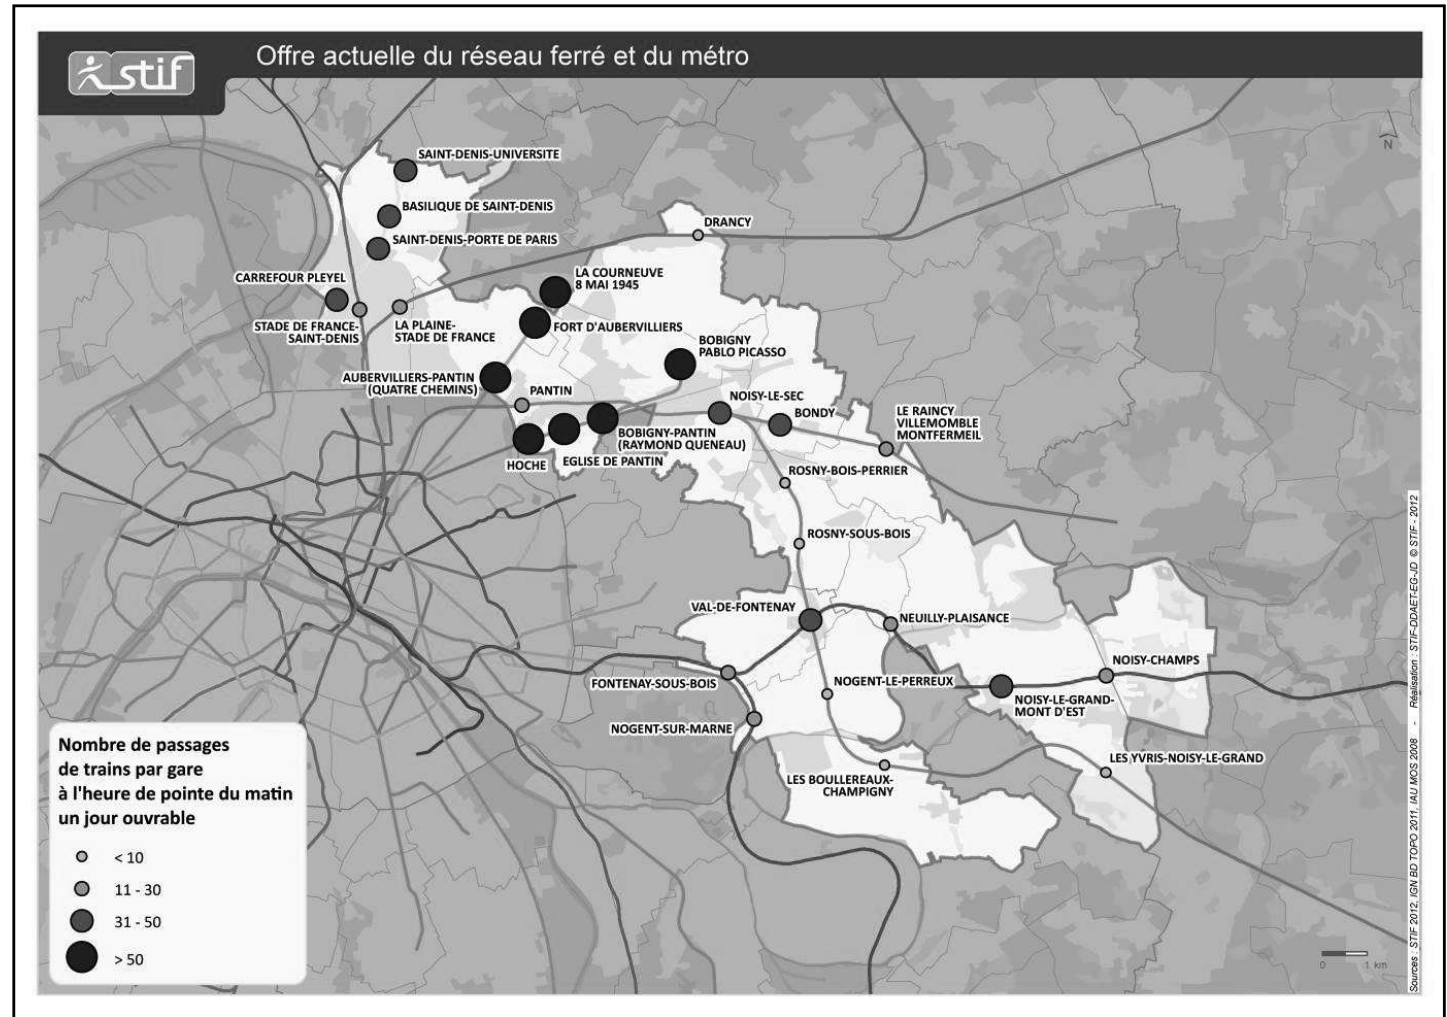 stif
Offre actuelle du réseau ferré et du métro
N
SAINT-DENIS-UNIVERSITE
BASILIQUE DE SAINT-DENIS
SAINT-DENIS-PORTE DE PARIS
DRANCY
CARREFOUR PLEYEL
LA COURNEUVE
8 MAI 1945
STADE DE FRANCE-
SAINT-DENIS
LA PLAINE-
STADE DE FRANCE
FORT D'AUBERVILLIERS
BOBIGNY
PABLO PICASSO
AUBERVILLIERS-PANTIN
(QUATRE CHEMINS)
PANTIN
NOISY-LE-SEC
BONDY
LE RAINCY
VILLEMOMBLE
MONTFERMEIL
BOBIGNY-PANTIN
(RAYMOND QUENEAU)
HOCHE
EGLISE DE PANTIN
ROSNY-BOIS-PERRIER
ROSNY-SOUS-BOIS
VAL-DE-FONTENAY
NEUILLY-PLAISANCE
NOISY-CHAMPS
FONTENAY-SOUS-BOIS
NOGENT-LE-PERREUX
NOISY-LE-GRAND-
MONT D'EST
NOGENT-SUR-MARNE
LES YVRIS-NOISY-LE-GRAND
LES BOULLEREAUX-
CHAMPIGNY
Nombre de passages
de trains par gare
à l'heure de pointe du matin
un jour ouvrable
< 10
11 - 30
31 - 50
> 50
0 1 km
Sources : STIF 2012, IGN BD TOPO 2011, IAU MOS 2008 - Réalisation : STIF-DDAET-EG-JD © STIF - 2012